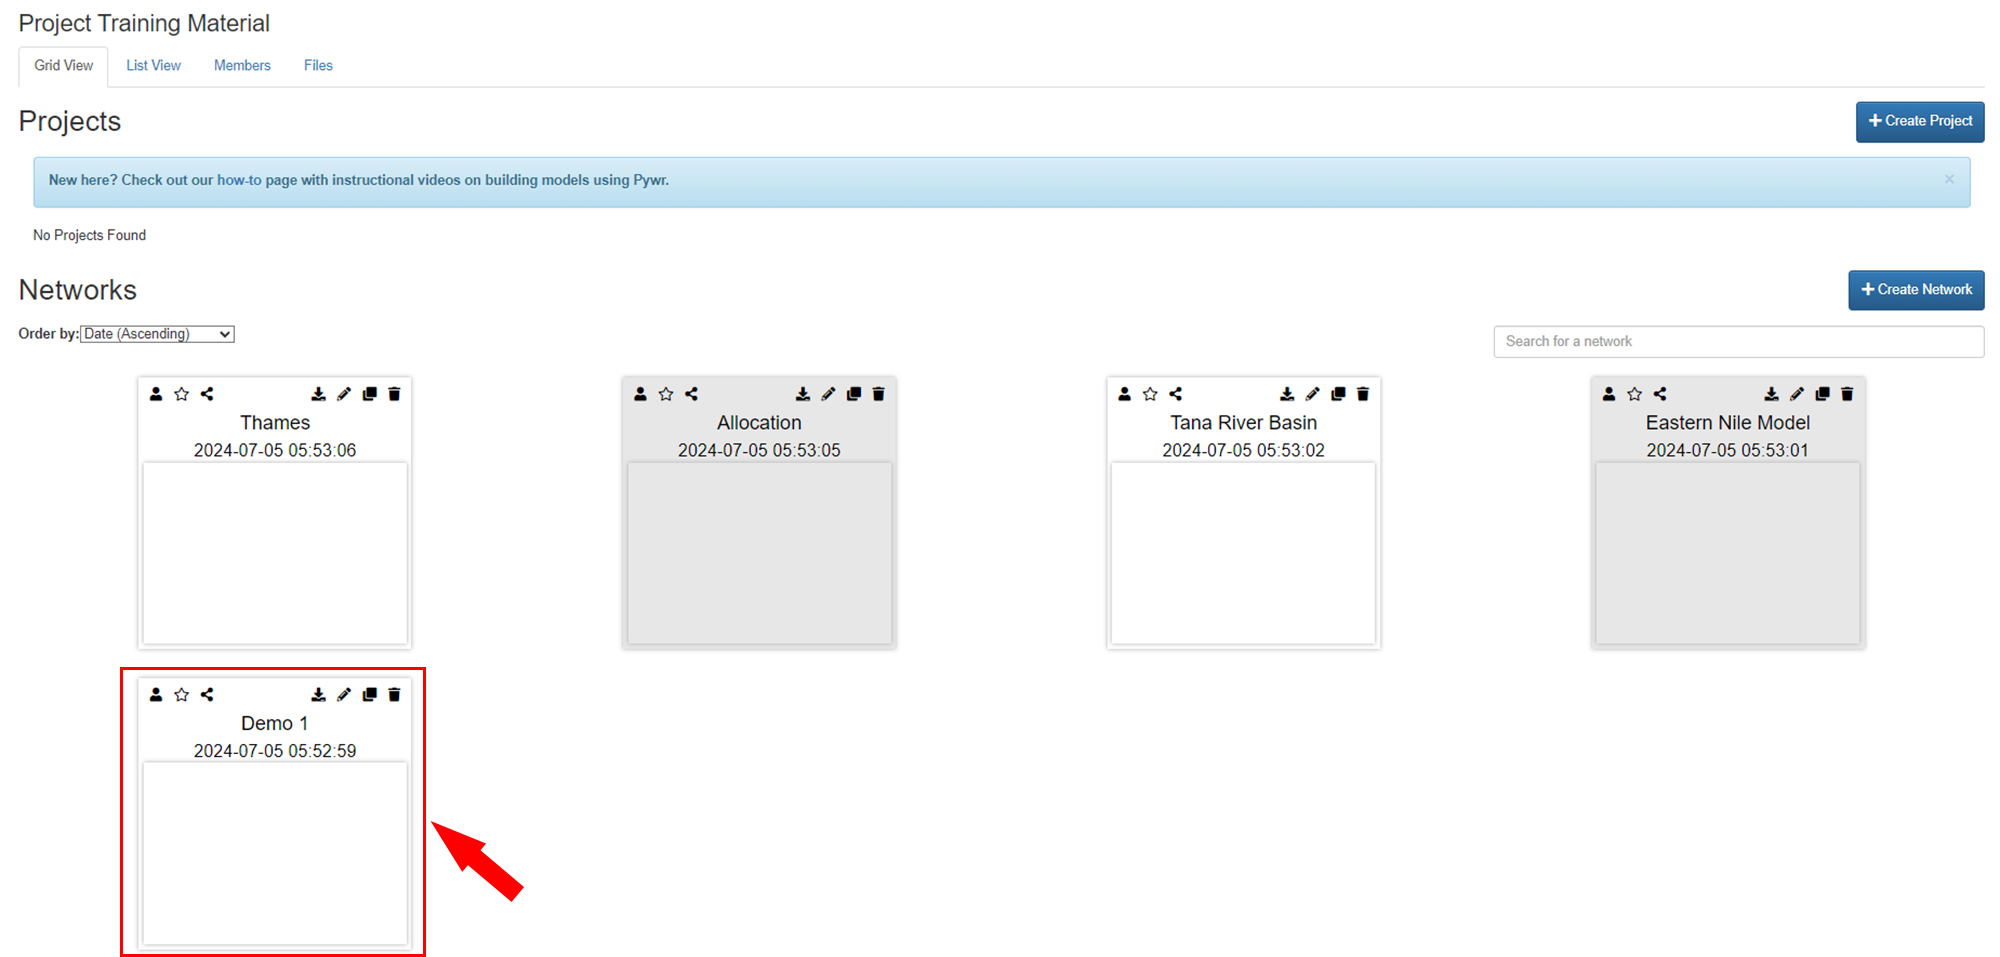 Project Training Material
Grid View List View Members Files
Projects
Create Project
New here? Check out our how-to page with instructional videos on building models using Pywr.
×
No Projects Found
Networks
Create Network
Order by: Date (Ascending)
Search for a network
Thames
2024-07-05 05:53:06
Allocation
2024-07-05 05:53:05
Tana River Basin
2024-07-05 05:53:02
Eastern Nile Model
2024-07-05 05:53:01
Demo 1
2024-07-05 05:52:59